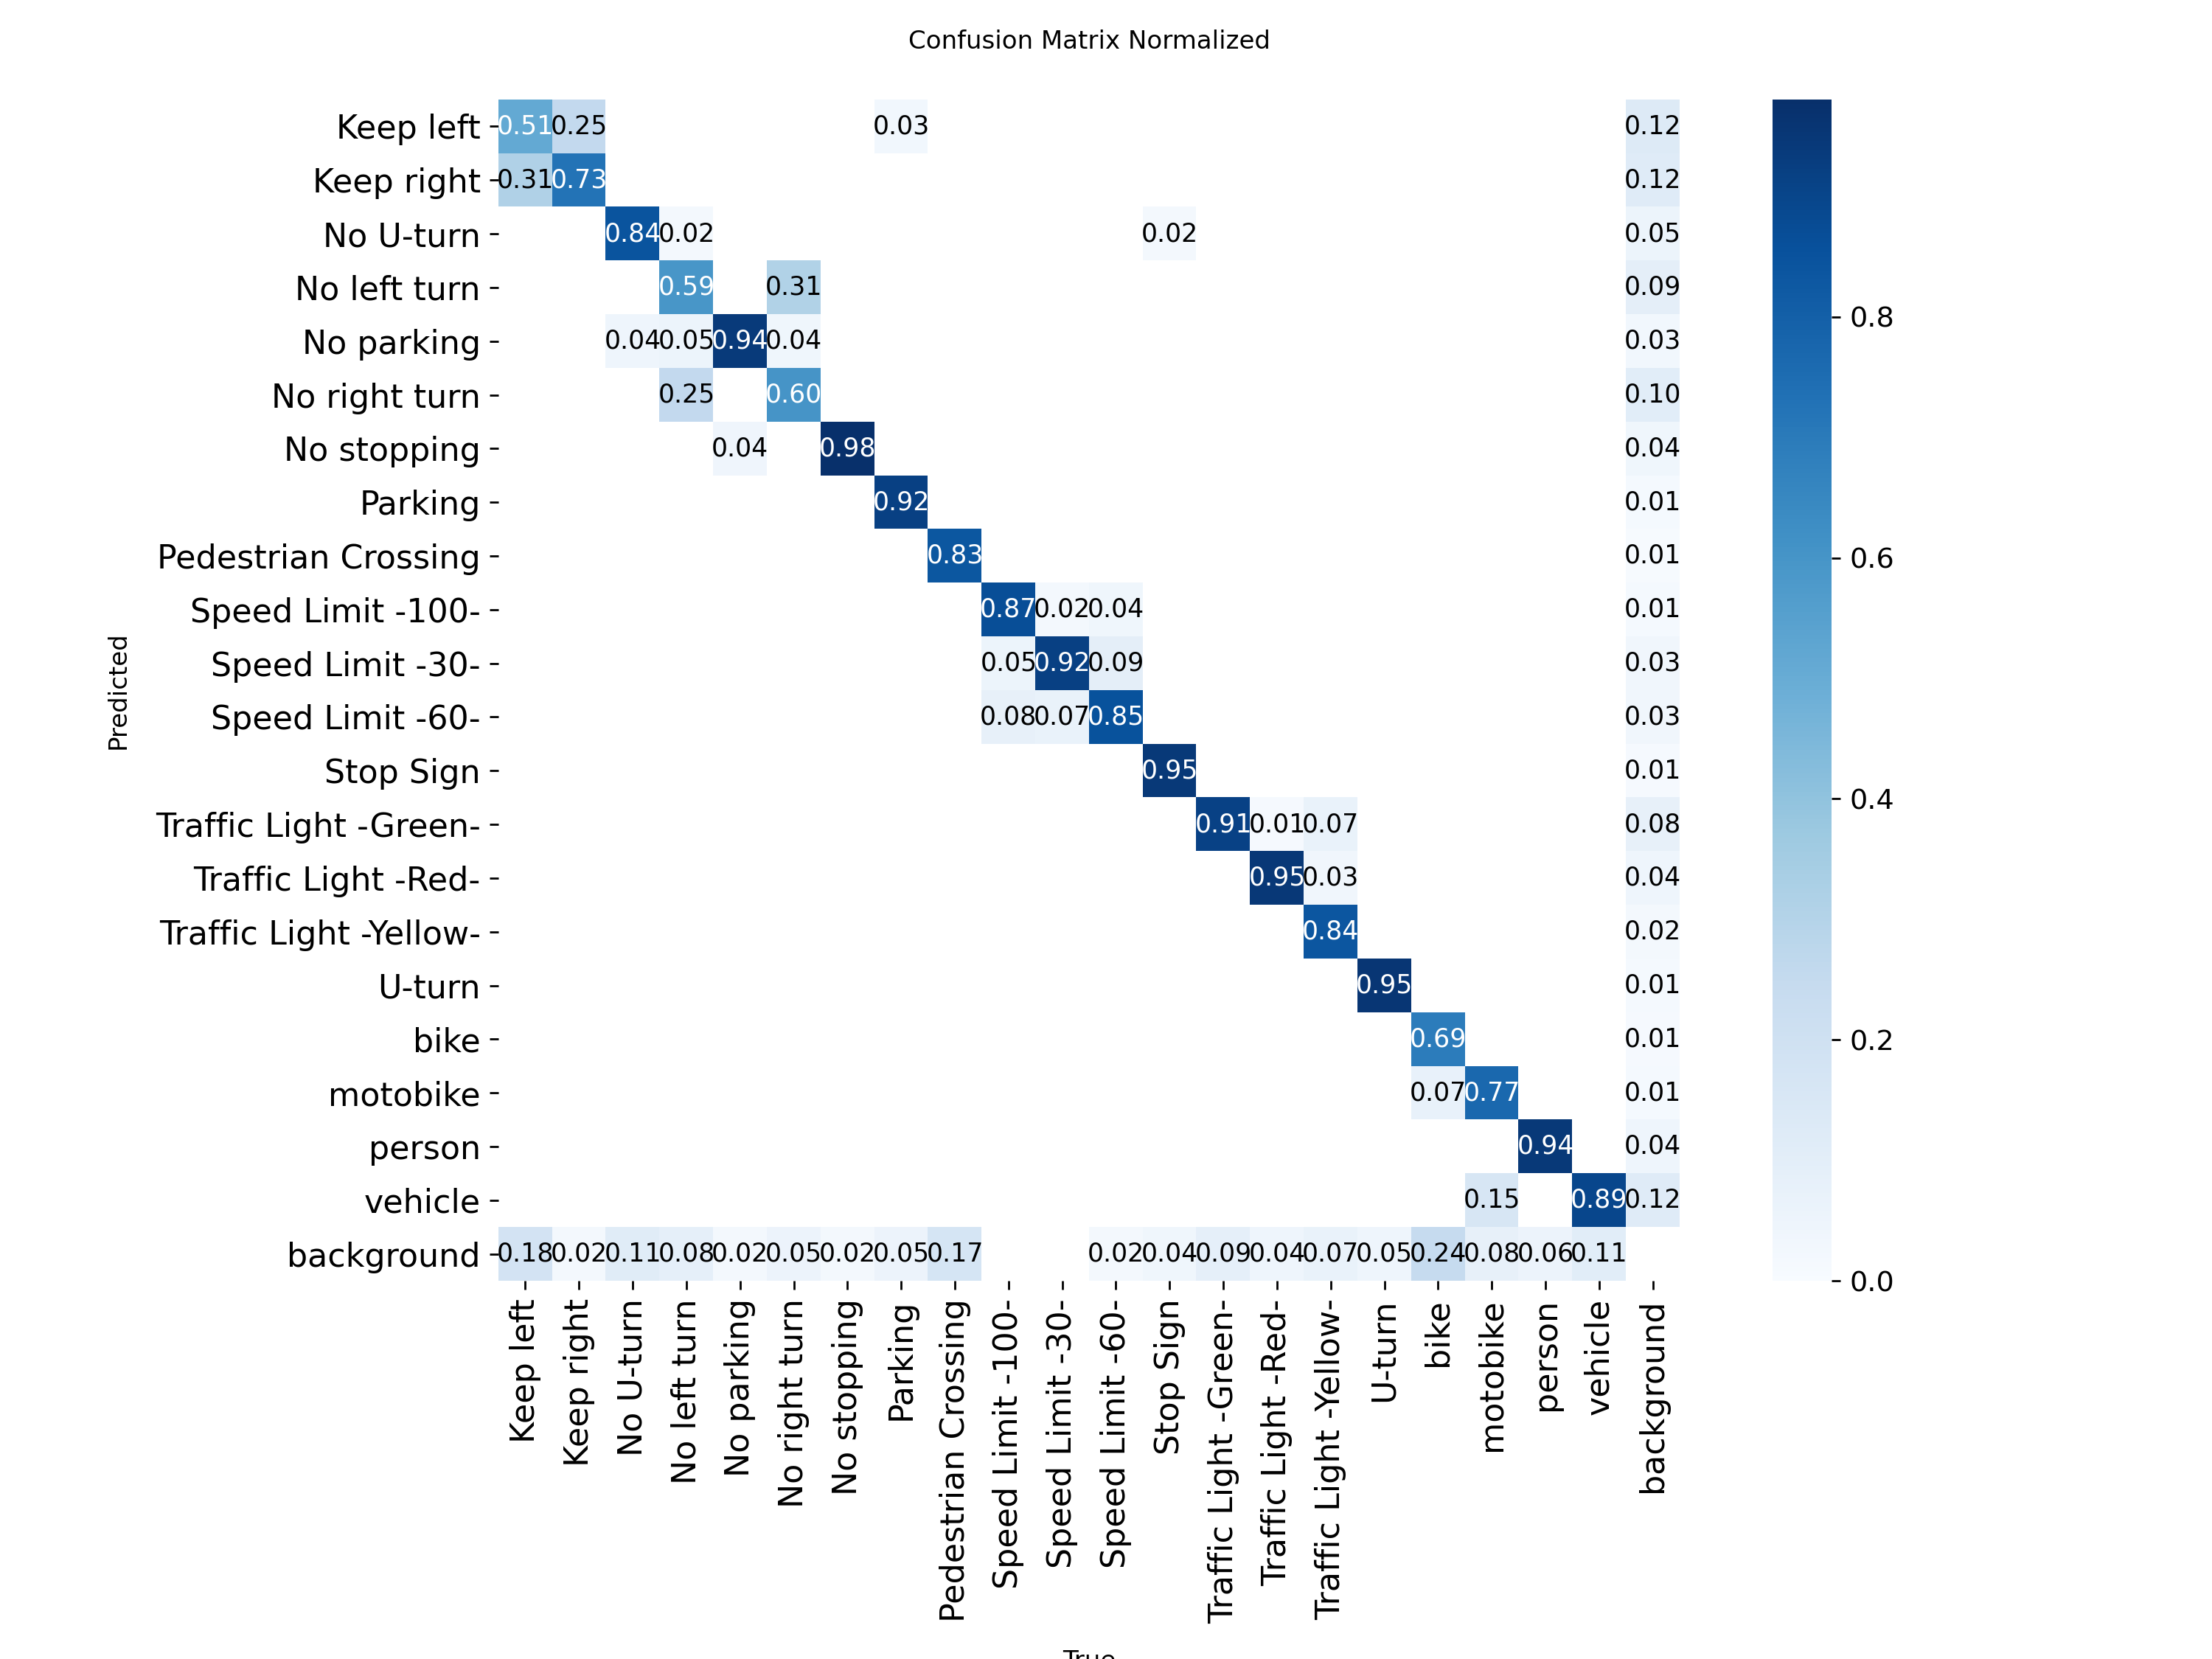 Confusion Matrix Normalized
Keep left 0.51 0.25 0.03 0.12
Keep right 0.31 0.73 0.12
No U-turn 0.84 0.02 0.02 0.05
No left turn 0.59 0.31 0.09
No parking 0.04 0.05 0.94 0.04 0.03
No right turn 0.25 0.60 0.10
No stopping 0.04 0.98 0.04
Parking 0.92 0.01
Pedestrian Crossing 0.83 0.01
Speed Limit -100- 0.87 0.02 0.04 0.01
Speed Limit -30- 0.05 0.92 0.09 0.03
Speed Limit -60- 0.08 0.07 0.85 0.03
Stop Sign 0.95 0.01
Traffic Light -Green- 0.91 0.01 0.07 0.08
Traffic Light -Red- 0.95 0.03 0.04
Traffic Light -Yellow- 0.84 0.02
U-turn 0.95 0.01
bike 0.69 0.01
motobike 0.07 0.77 0.01
person 0.94 0.04
vehicle 0.15 0.89 0.12
background 0.18 0.02 0.11 0.08 0.02 0.05 0.02 0.05 0.17 0.02 0.04 0.09 0.04 0.07 0.05 0.24 0.08 0.06 0.11
Predicted
Keep left
Keep right
No U-turn
No left turn
No parking
No right turn
No stopping
Parking
Pedestrian Crossing
Speed Limit -100-
Speed Limit -30-
Speed Limit -60-
Stop Sign
Traffic Light -Green-
Traffic Light -Red-
Traffic Light -Yellow-
U-turn
bike
motobike
person
vehicle
background
True
0.8
0.6
0.4
0.2
0.0